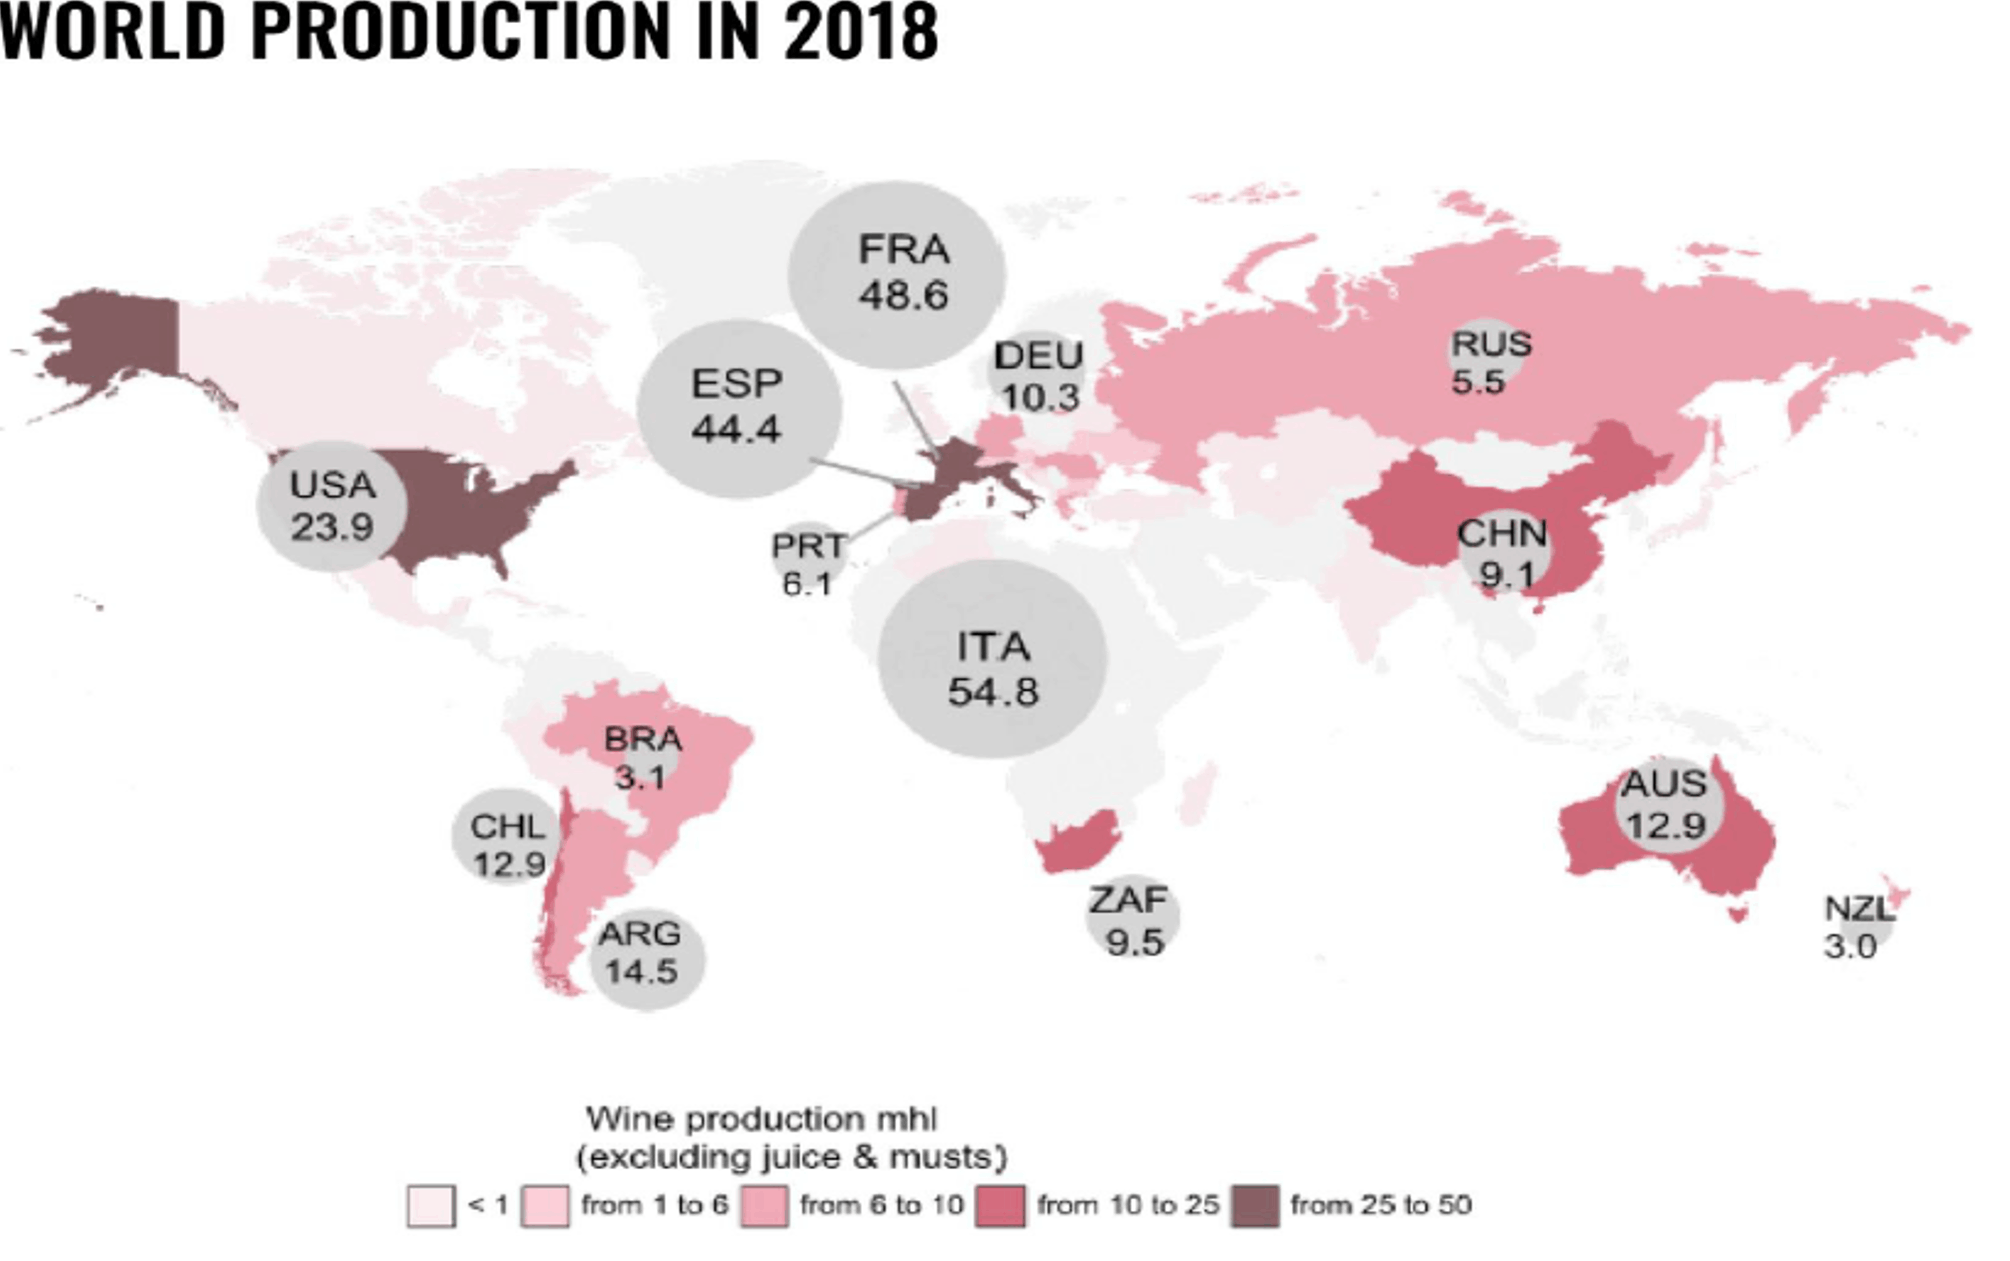 WORLD PRODUCTION IN 2018
FRA
48.6
ESP
44.4
DEU
10.3
RUS
5.5
USA
23.9
PRT
6.1
CHN
9.1
ITA
54.8
BRA
3.1
CHL
12.9
AUS
12.9
ARG
14.5
ZAF
9.5
NZL
3.0
Wine production mhl
(excluding juice & musts)
< 1 from 1 to 6 from 6 to 10 from 10 to 25 from 25 to 50